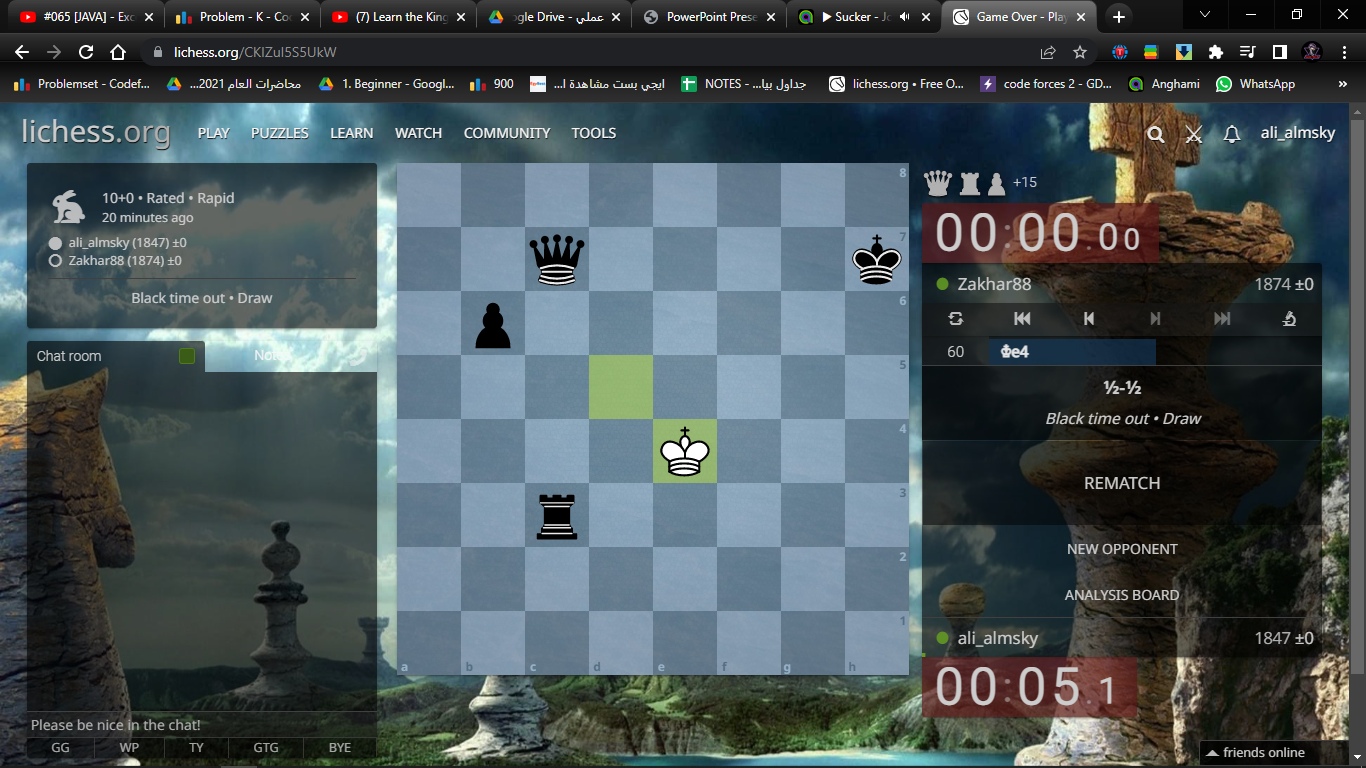 #065 [JAVA] - Exc
Problem - K - Co
(7) Learn the King
عملي - Google Drive
PowerPoint Prese
▶ Sucker - Jo
Game Over - Play
lichess.org/CKIZuI5S5UkW
Problemset - Codef...
محاضرات العام 2021...
1. Beginner - Googl...
900
ايجي بست مشاهدة ا...
NOTES - جداول بيا...
lichess.org • Free O...
code forces 2 - GD...
Anghami
WhatsApp
»
lichess.org
PLAY
PUZZLES
LEARN
WATCH
COMMUNITY
TOOLS
ali_almsky
10+0 • Rated • Rapid
20 minutes ago
ali_almsky (1847) ±0
Zakhar88 (1874) ±0
Black time out • Draw
Chat room
Notes
Please be nice in the chat!
GG
WP
TY
GTG
BYE
8
7
6
5
4
3
2
1
a
b
c
d
e
f
g
h
+15
00:00.00
Zakhar88
1874 ±0
60
♚e4
½-½
Black time out • Draw
REMATCH
NEW OPPONENT
ANALYSIS BOARD
ali_almsky
1847 ±0
00:05.1
friends online